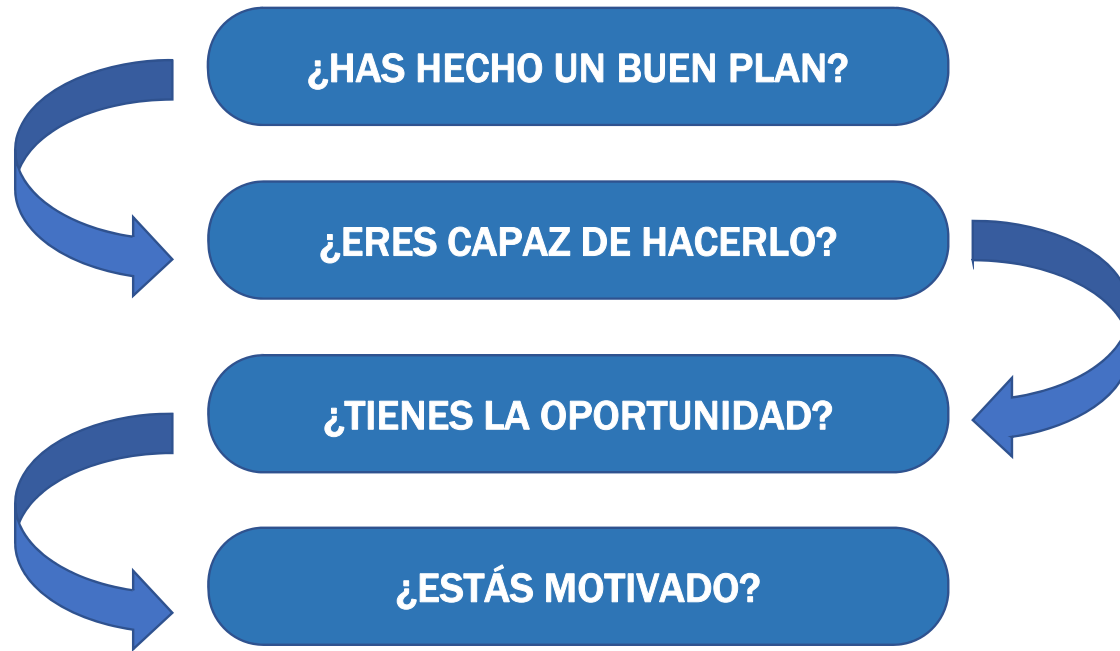 ¿HAS HECHO UN BUEN PLAN?
¿ERES CAPAZ DE HACERLO?
¿TIENES LA OPORTUNIDAD?
¿ESTÁS MOTIVADO?